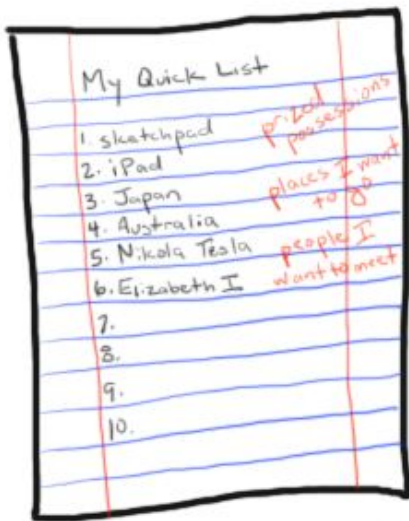 My Quick List
1. sketchpad
2. iPad
3. Japan
4. Australia
5. Nikola Tesla
6. Elizabeth I
7.
8.
9.
10.
prized
possessions
places I want
to go
people I
want to meet